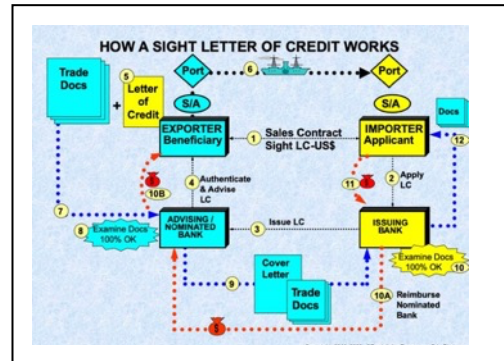 HOW A SIGHT LETTER OF CREDIT WORKS
Trade
Docs
+
5
Letter
of
Credit
Port
6
Port
S/A
S/A
Docs
EXPORTER
Beneficiary
1
Sales Contract
Sight LC-US$
IMPORTER
Applicant
12
$
10B
4
Authenticate
& Advise
LC
11
$
2
Apply
LC
7
8
Examine Docs
100% OK
ADVISING /
NOMINATED
BANK
3
Issue LC
ISSUING
BANK
Examine Docs
100% OK
10
9
Cover
Letter
Trade
Docs
10A
Reimburse
Nominated
Bank
$